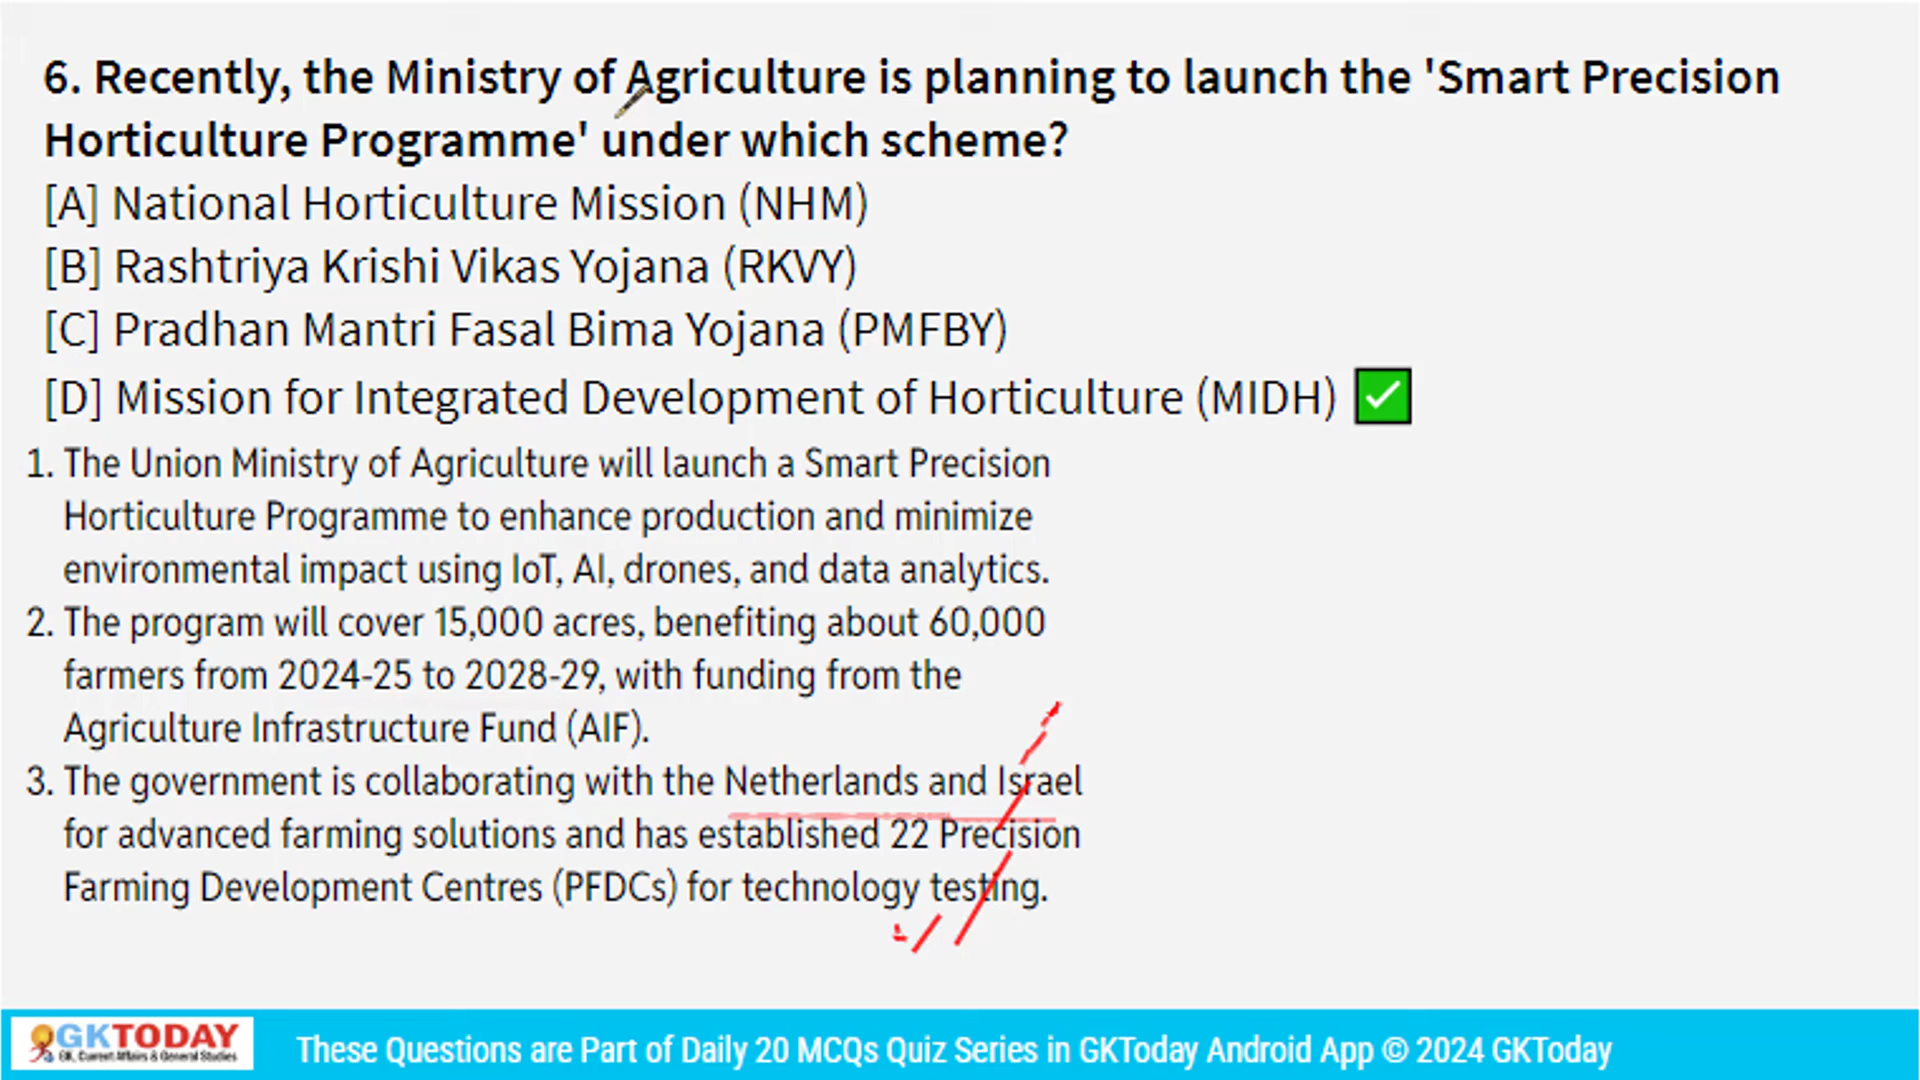 6. Recently, the Ministry of Agriculture is planning to launch the 'Smart Precision
Horticulture Programme' under which scheme?
[A] National Horticulture Mission (NHM)
[B] Rashtriya Krishi Vikas Yojana (RKVY)
[C] Pradhan Mantri Fasal Bima Yojana (PMFBY)
[D] Mission for Integrated Development of Horticulture (MIDH)
1. The Union Ministry of Agriculture will launch a Smart Precision
Horticulture Programme to enhance production and minimize
environmental impact using IoT, AI, drones, and data analytics.
2. The program will cover 15,000 acres, benefiting about 60,000
farmers from 2024-25 to 2028-29, with funding from the
Agriculture Infrastructure Fund (AIF).
3. The government is collaborating with the Netherlands and Israel
for advanced farming solutions and has established 22 Precision
Farming Development Centres (PFDCs) for technology testing.
GKTODAY
GK, Current Affairs & General Studies
These Questions are Part of Daily 20 MCQs Quiz Series in GKToday Android App © 2024 GKToday